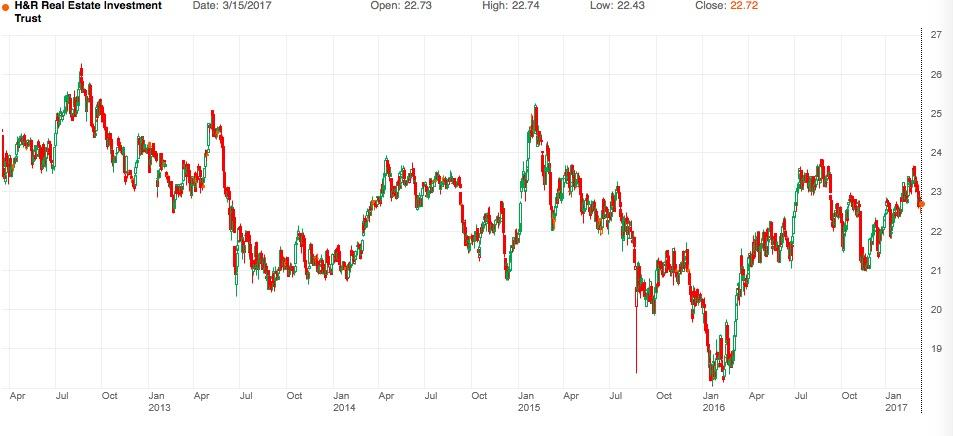 H&R Real Estate Investment Trust
Date: 3/15/2017
Open: 22.73
High: 22.74
Low: 22.43
Close: 22.72
27
26
25
24
23
22
21
20
19
Apr
Jul
Oct
Jan
2013
Apr
Jul
Oct
Jan
2014
Apr
Jul
Oct
Jan
2015
Apr
Jul
Oct
Jan
2016
Apr
Jul
Oct
Jan
2017